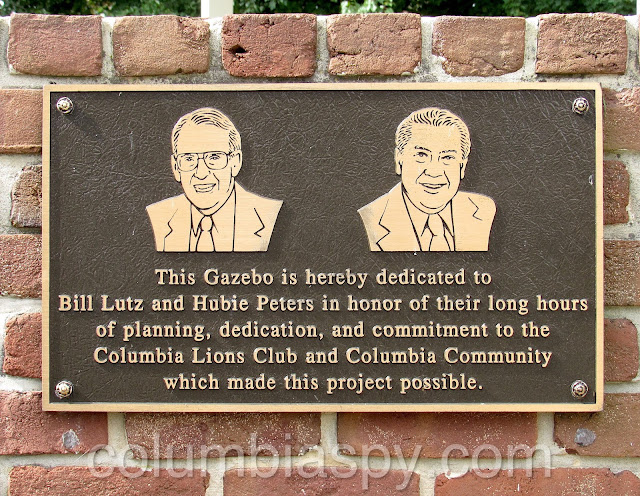 This Gazebo is hereby dedicated to
Bill Lutz and Hubie Peters in honor of their long hours
of planning, dedication, and commitment to the
Columbia Lions Club and Columbia Community
which made this project possible.
columbiaspy.com